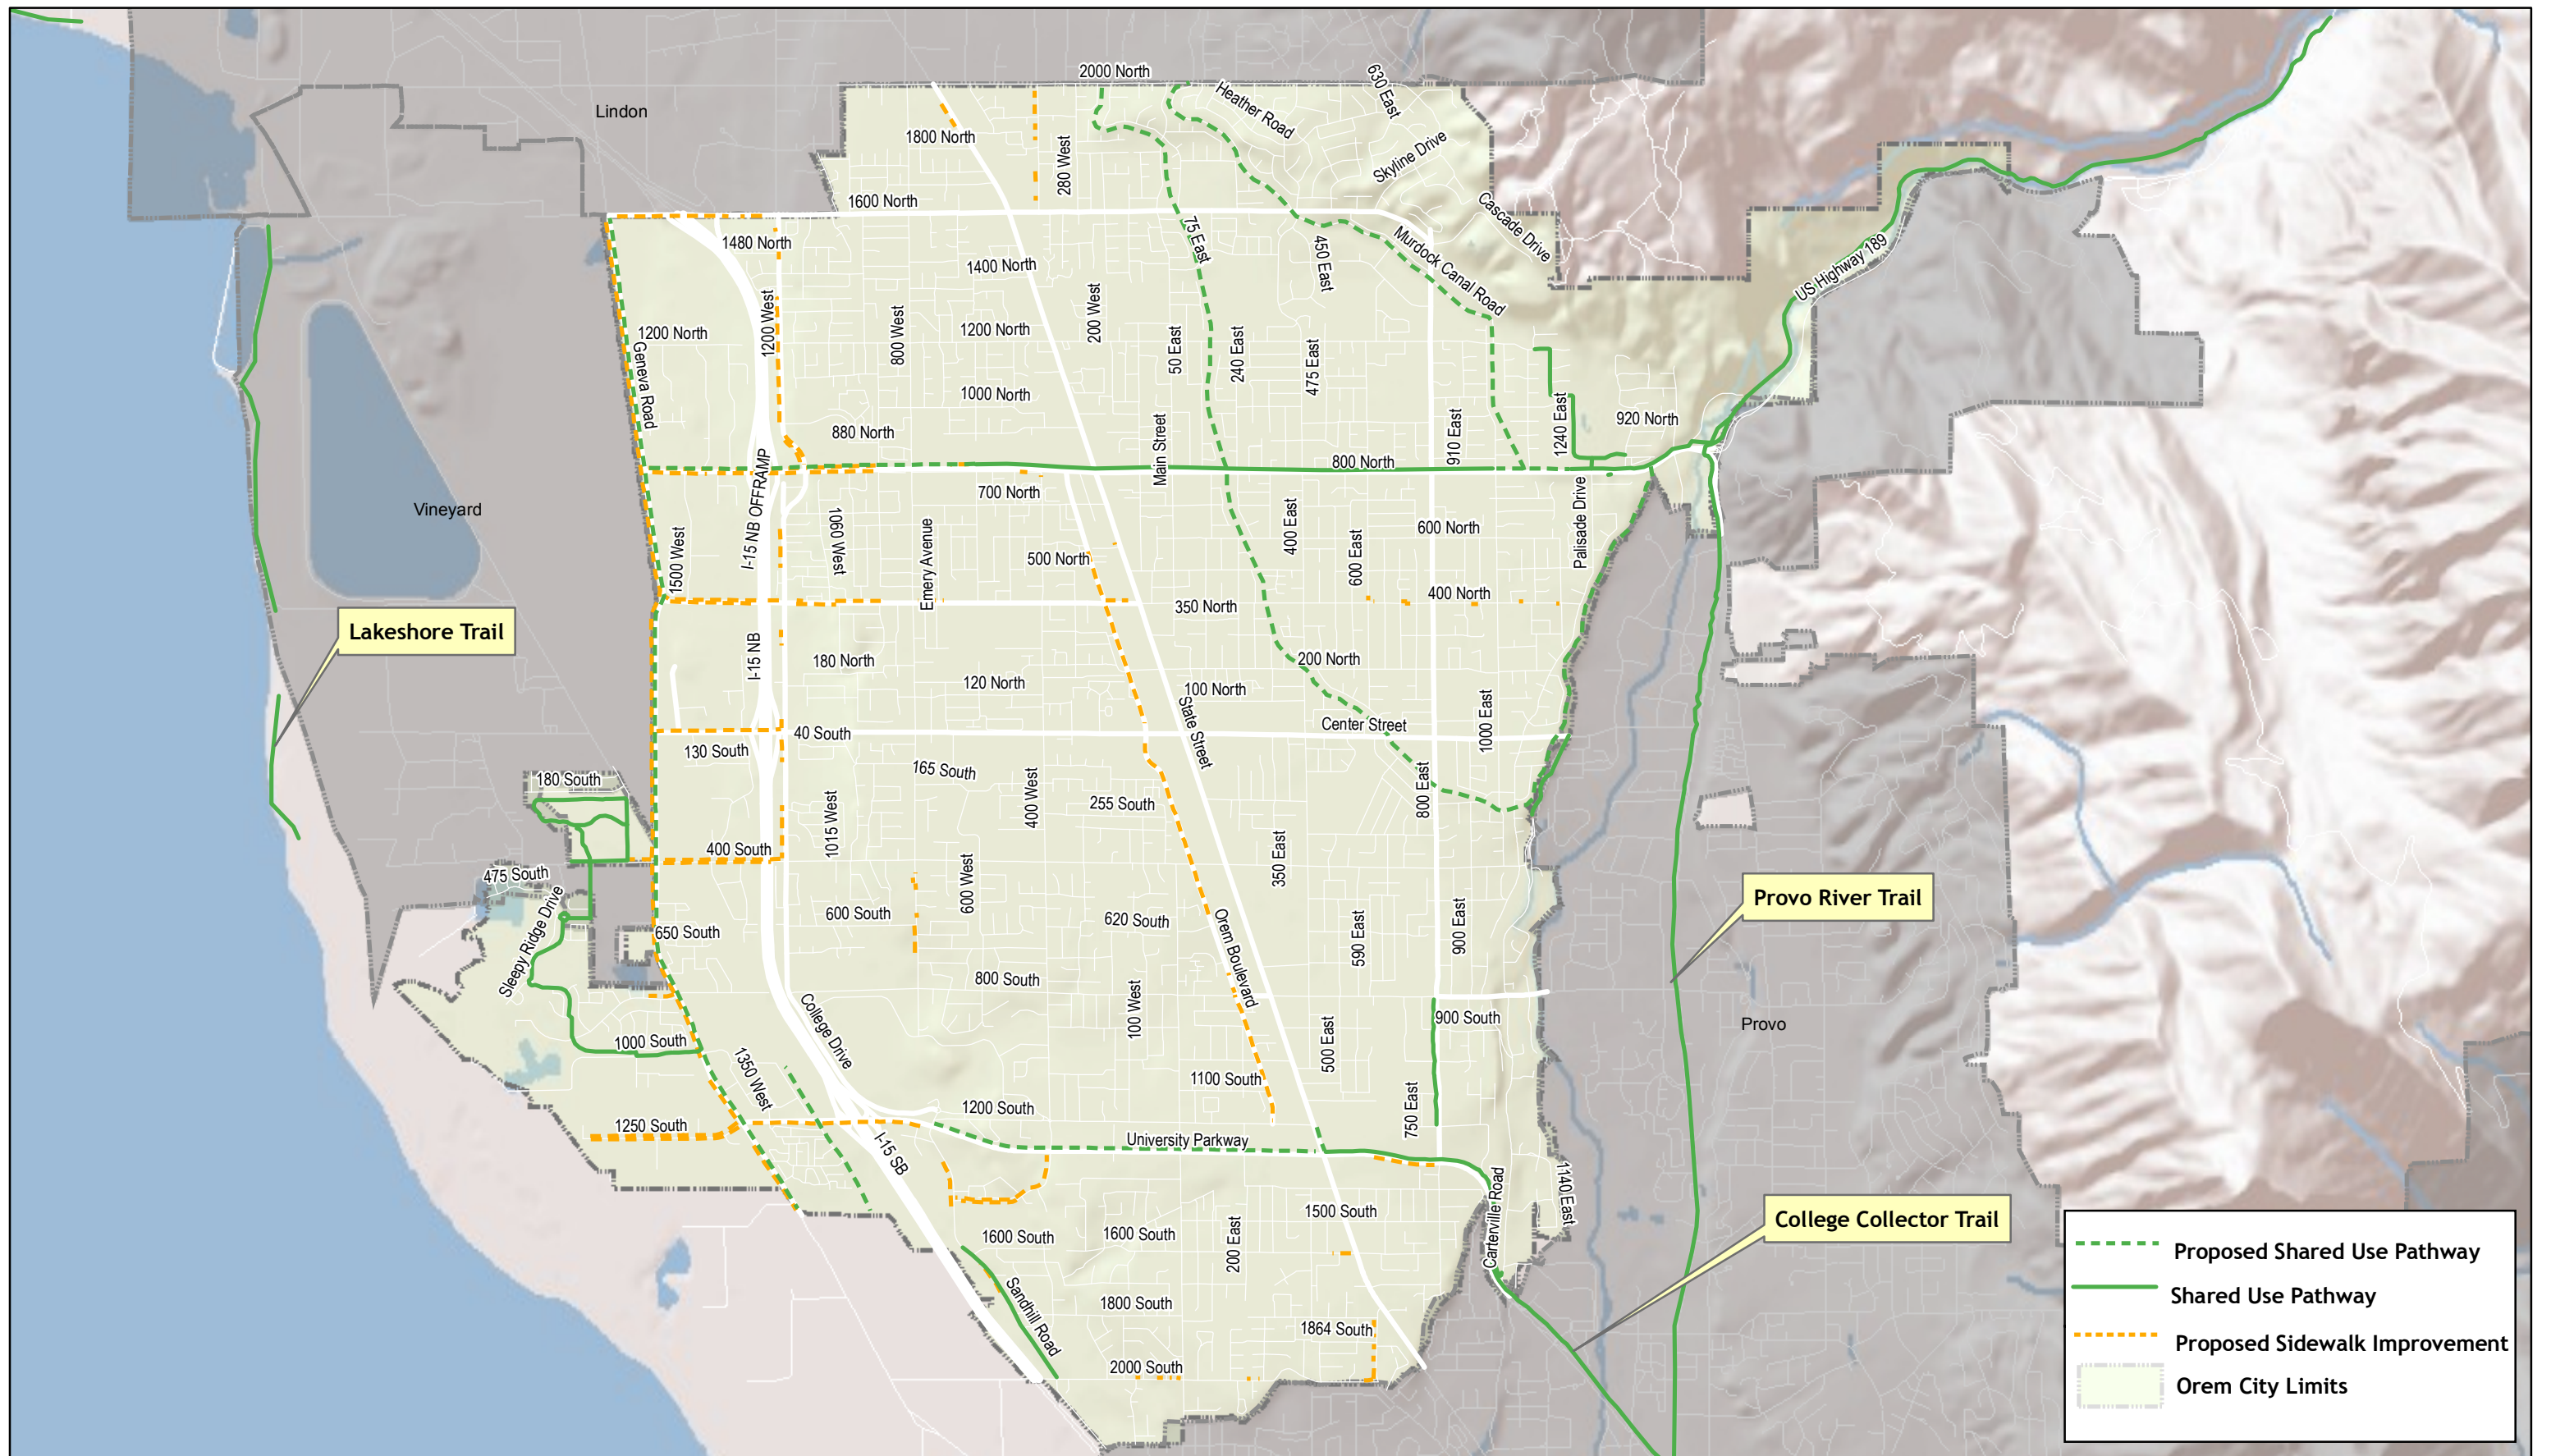 2000 North
Heather Road
630 East
Lindon
1800 North
280 West
Skyline Drive
1600 North
Cascade Drive
1480 North
75 East
450 East
Murdock Canal Road
1400 North
US Highway 189
1200 West
1200 North
800 West
1200 North
200 West
50 East
240 East
475 East
Geneva Road
1000 North
880 North
Main Street
910 East
1240 East
920 North
800 North
I-15 NB OFFRAMP
700 North
Vineyard
1500 West
1060 West
Emery Avenue
500 North
400 East
600 East
600 North
Palisade Drive
400 North
350 North
Lakeshore Trail
I-15 NB
180 North
200 North
120 North
100 North
State Street
Center Street
1000 East
40 South
130 South
165 South
180 South
1015 West
400 West
255 South
800 East
400 South
350 East
475 South
600 West
Sleepy Ridge Drive
600 South
620 South
Orem Boulevard
590 East
900 East
Provo River Trail
650 South
800 South
100 West
College Drive
900 South
Provo
500 East
1000 South
1350 West
1100 South
750 East
1200 South
1250 South
University Parkway
I-15 SB
1140 East
Carterville Road
1500 South
College Collector Trail
1600 South
1600 South
200 East
Sandhill Road
1800 South
1864 South
2000 South
Proposed Shared Use Pathway
Shared Use Pathway
Proposed Sidewalk Improvement
Orem City Limits